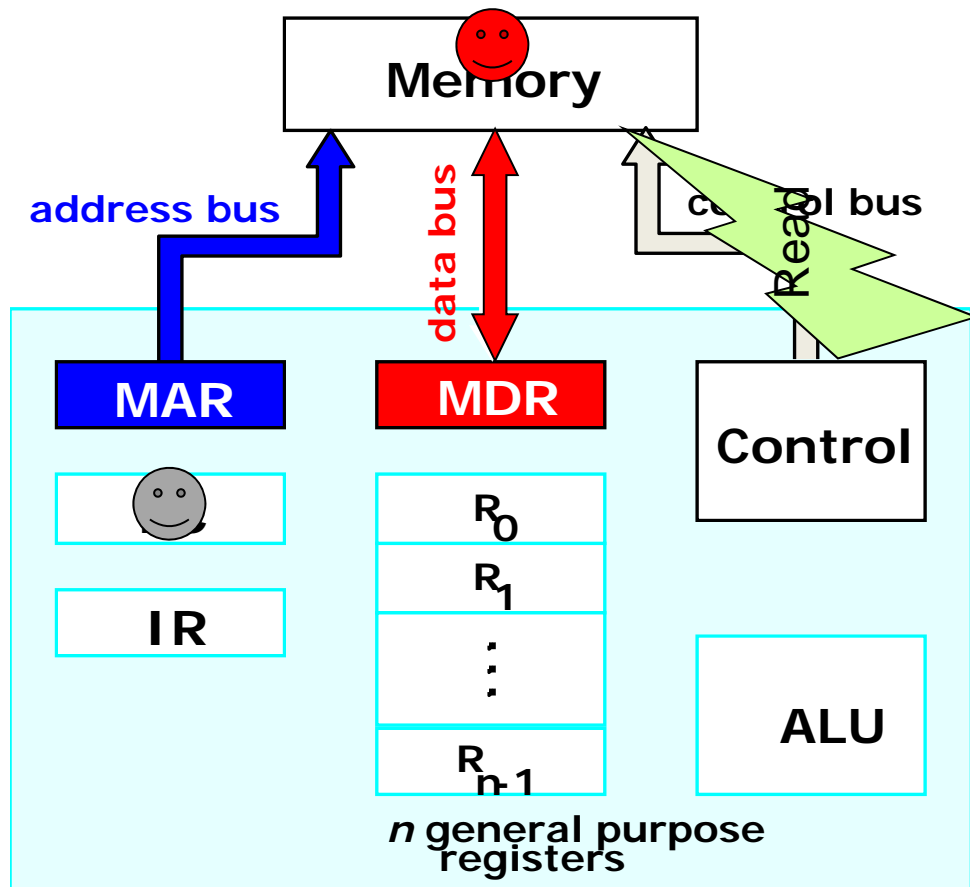 Memory
address bus
data bus
control bus
Read
MAR
MDR
Control
R0
R1
IR
ALU
Rn-1
n general purpose
registers